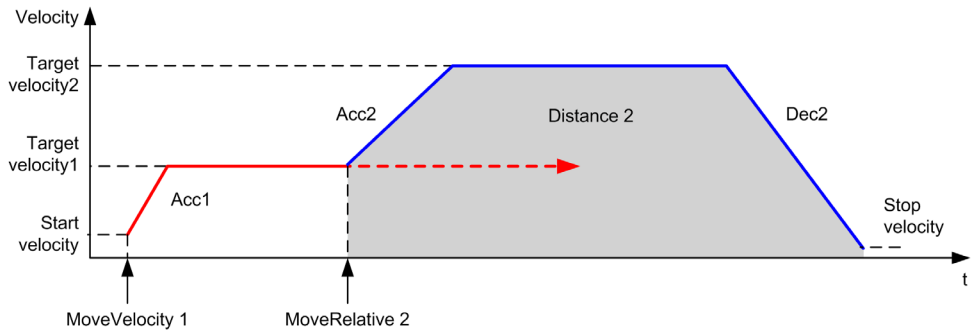 Velocity
Target
velocity2
Acc2
Distance 2
Dec2
Target
velocity1
Acc1
Start
velocity
Stop
velocity
t
MoveVelocity 1
MoveRelative 2